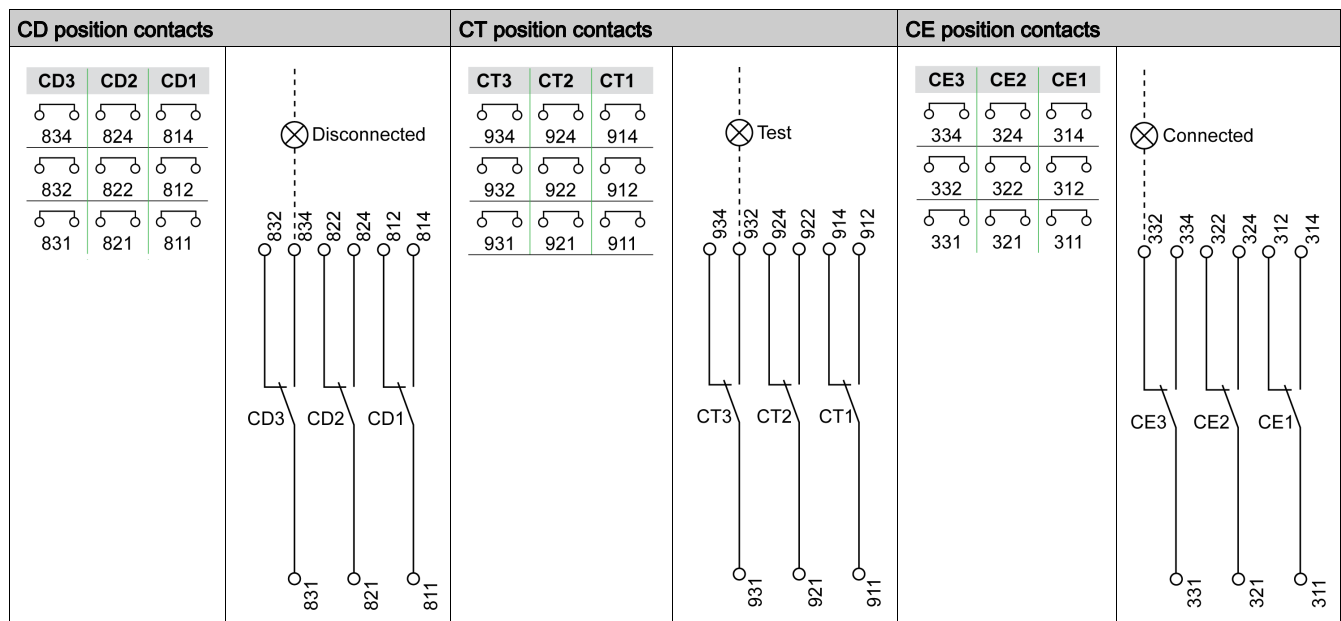 CD position contacts
CD3 CD2 CD1
834 824 814
832 822 812
831 821 811
Disconnected
832 834 822 824 812 814
CD3 CD2 CD1
831 821 811
CT position contacts
CT3 CT2 CT1
934 924 914
932 922 912
931 921 911
Test
934 932 924 922 914 912
CT3 CT2 CT1
931 921 911
CE position contacts
CE3 CE2 CE1
334 324 314
332 322 312
331 321 311
Connected
332 334 322 324 312 314
CE3 CE2 CE1
331 321 311